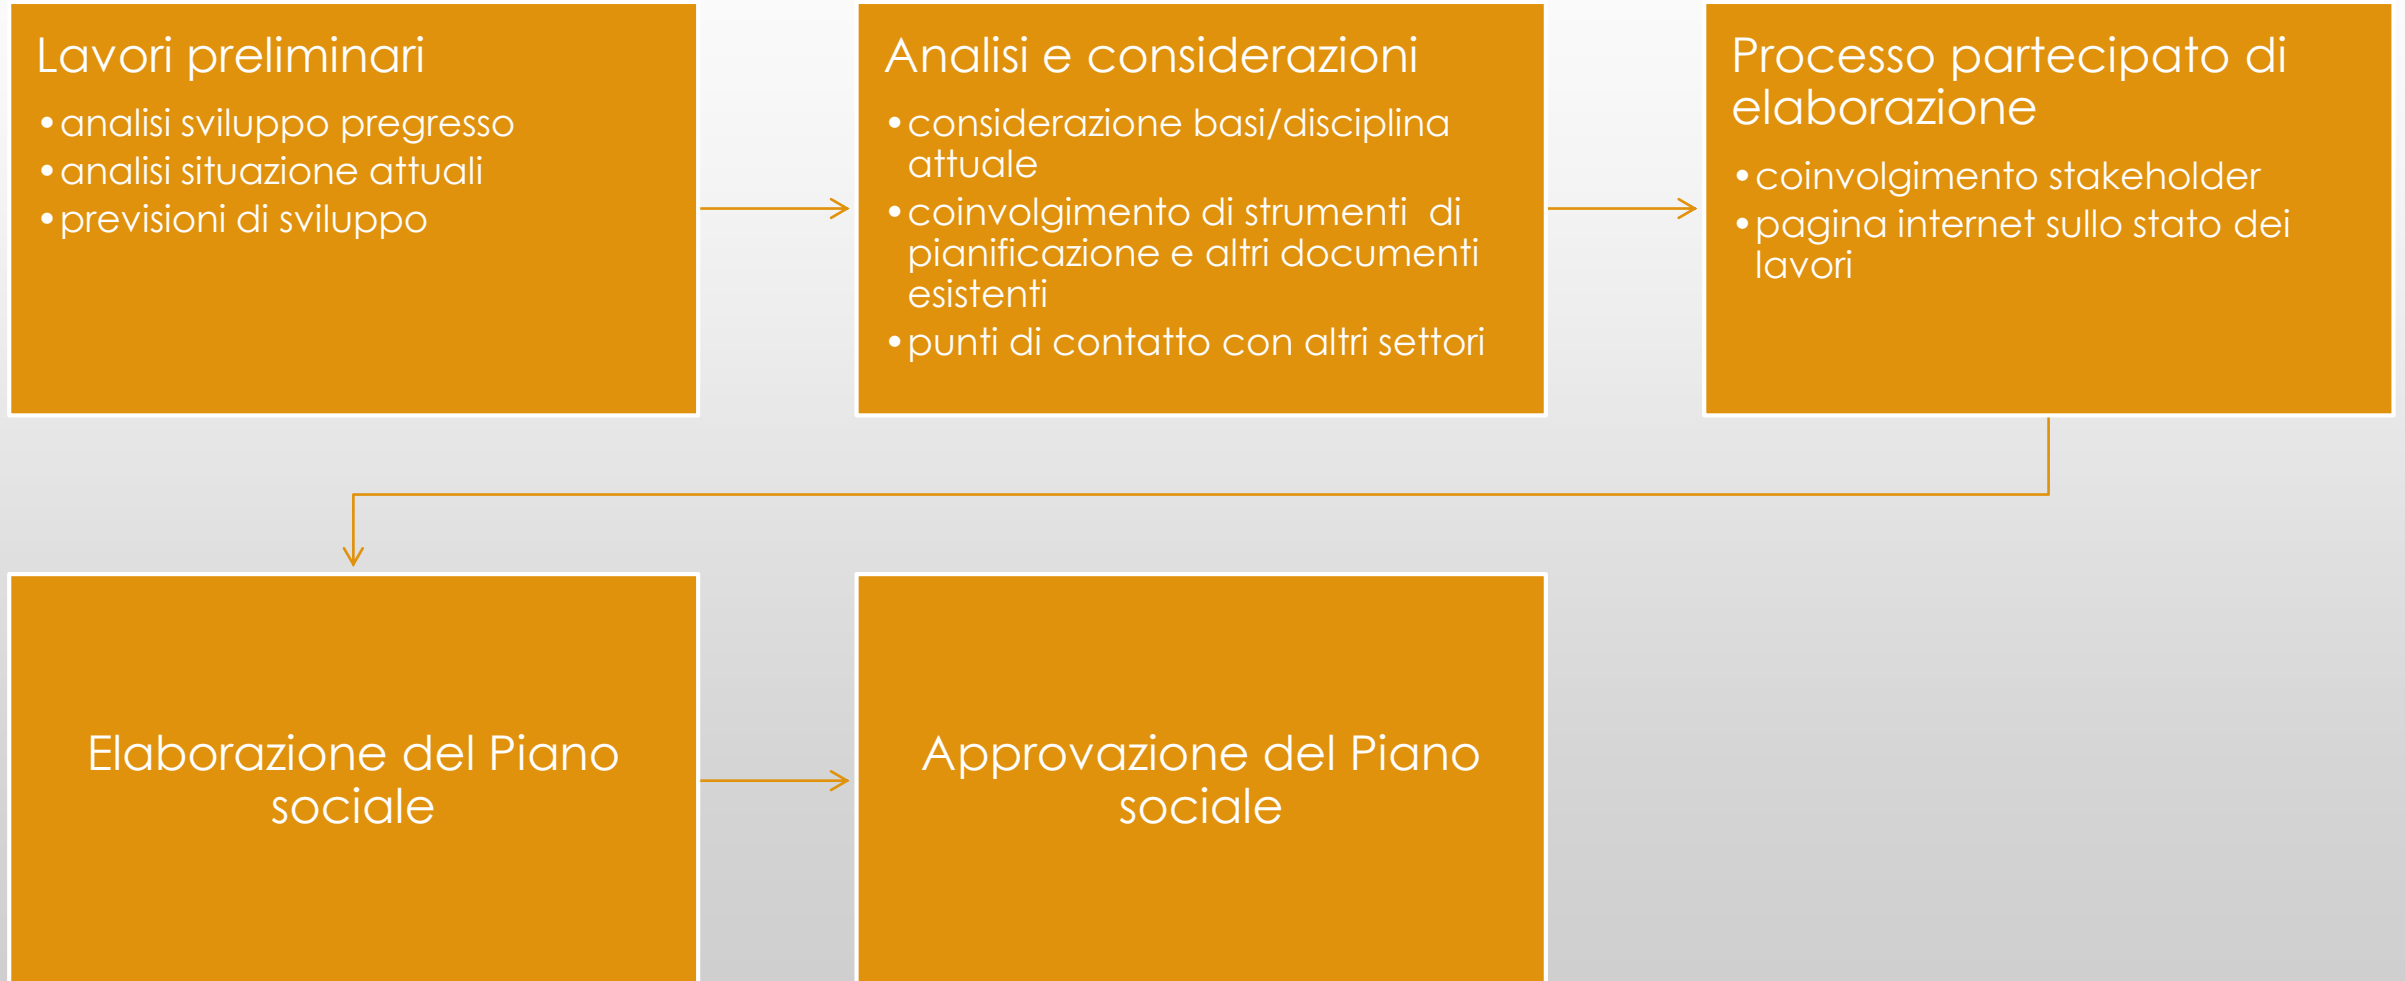 Lavori preliminari
•analisi sviluppo pregresso
•analisi situazione attuali
•previsioni di sviluppo
Analisi e considerazioni
•considerazione basi/disciplina
attuale
•coinvolgimento di strumenti  di
pianificazione e altri documenti
esistenti
•punti di contatto con altri settori
Processo partecipato di
elaborazione
•coinvolgimento stakeholder
•pagina internet sullo stato dei
lavori
Elaborazione del Piano
sociale
Approvazione del Piano
sociale